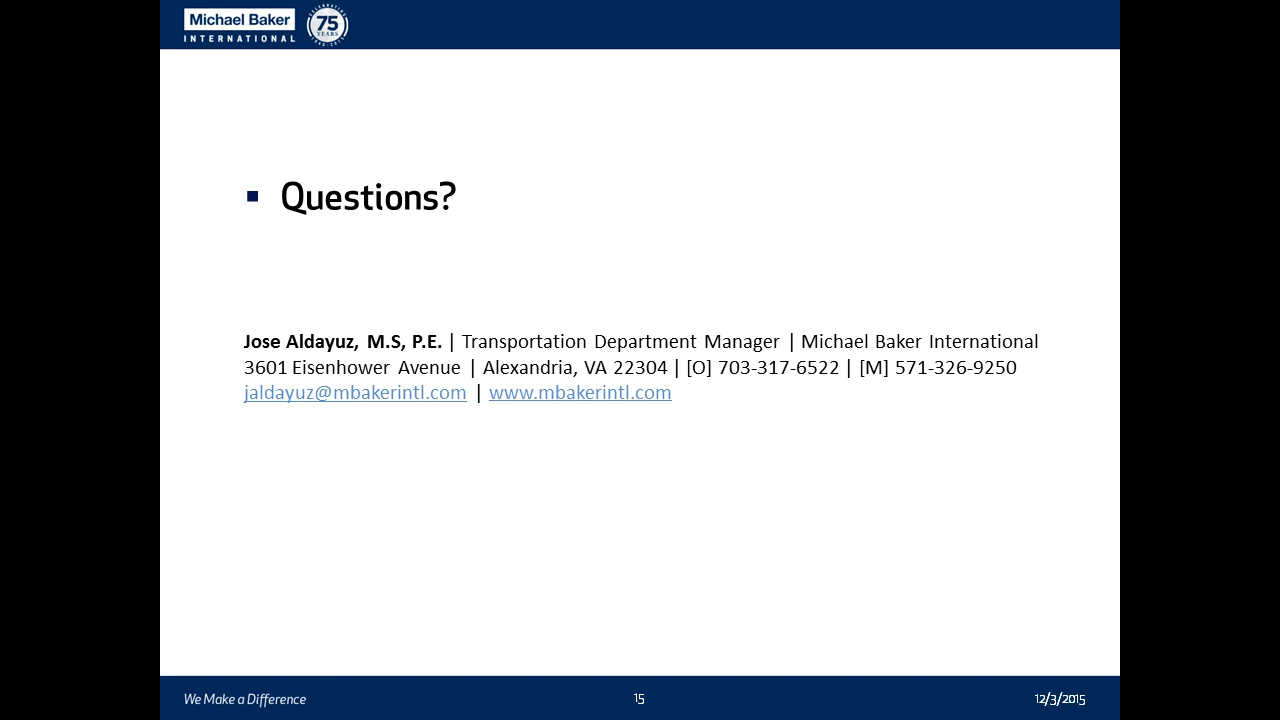 Michael Baker
INTERNATIONAL
CELEBRATING
75
YEARS
▪ Questions?
Jose Aldayuz, M.S, P.E. | Transportation Department Manager | Michael Baker International
3601 Eisenhower Avenue | Alexandria, VA 22304 | [O] 703-317-6522 | [M] 571-326-9250
jaldayuz@mbakerintl.com | www.mbakerintl.com
We Make a Difference
15
12/3/2015